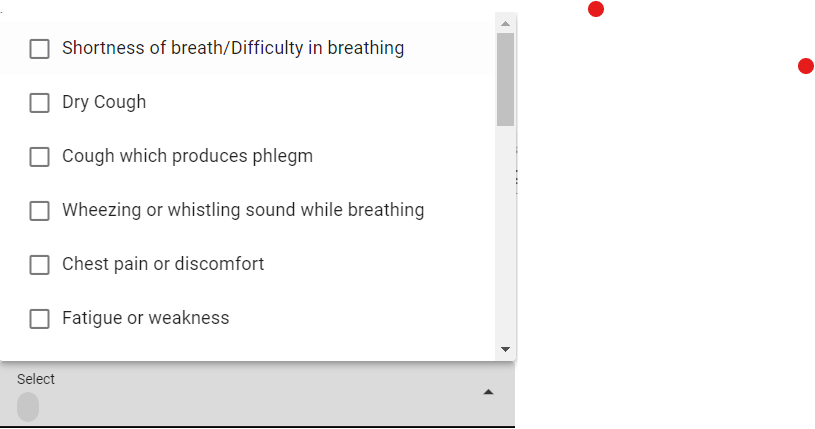 Shortness of breath/Difficulty in breathing
Dry Cough
Cough which produces phlegm
Wheezing or whistling sound while breathing
Chest pain or discomfort
Fatigue or weakness
Select